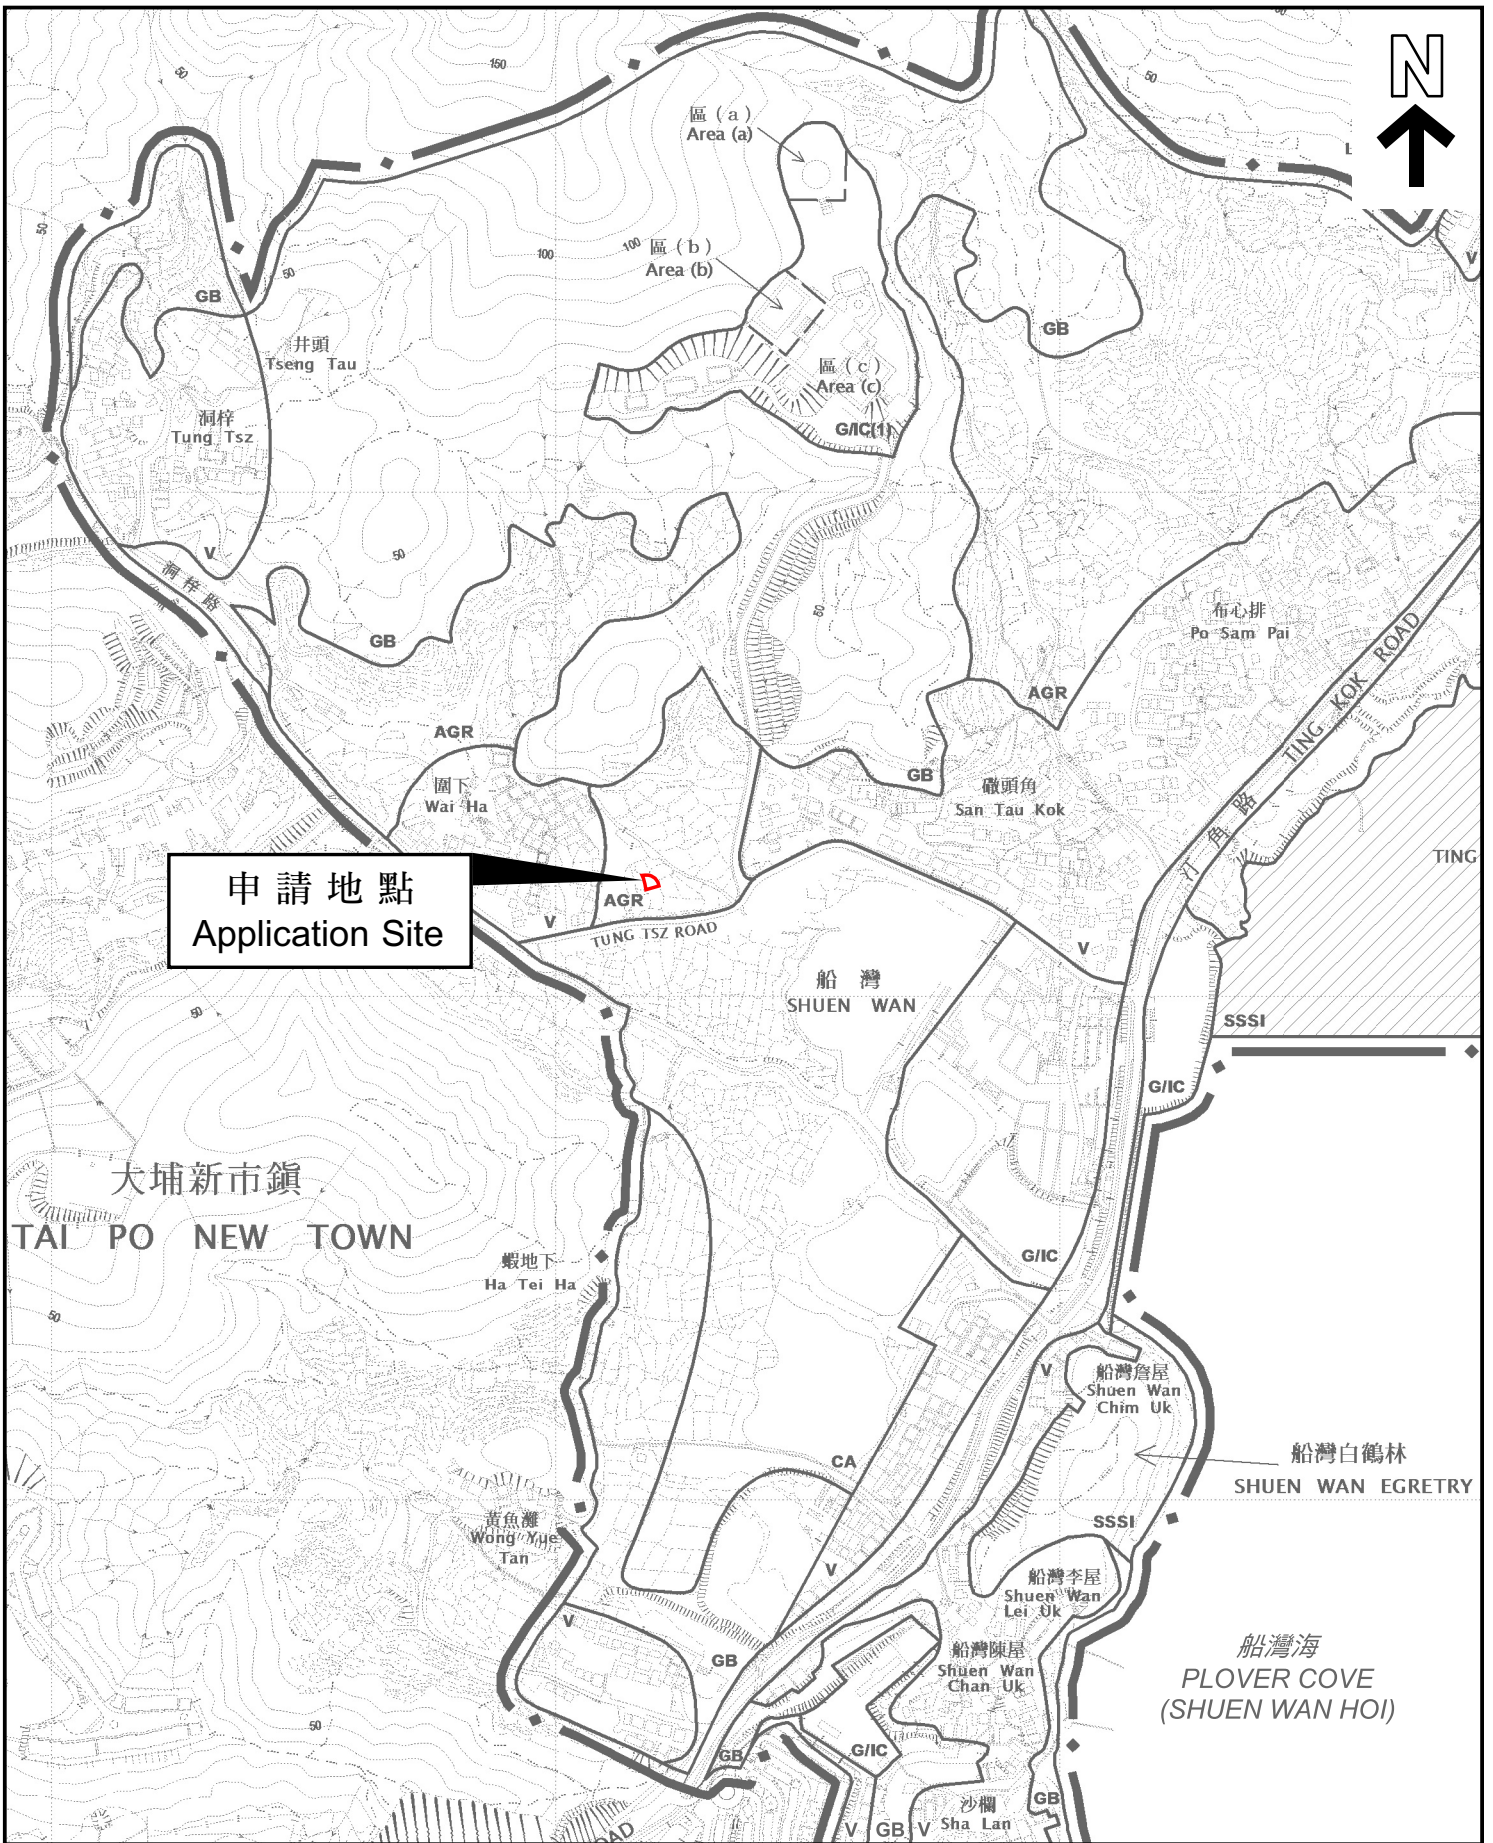 N
150
50
50
區（a）
Area (a)
50
區（b）
Area (b)
100
100
50
V
GB
GB
井頭
Tseng Tau
區（c）
Area (c)
洞梓
Tung Tsz
G/IC(1)
V
50
洞梓路
50
布心排
Po Sam Pai
GB
AGR
汀角路 TING KOK ROAD
AGR
圍下
Wai Ha
GB
礮頭角
San Tau Kok
TING
申請地點
Application Site
AGR
V
TUNG TSZ ROAD
V
船灣
SHUEN WAN
50
SSSI
G/IC
大埔新市鎮
TAI PO NEW TOWN
蝦地下
Ha Tei Ha
G/IC
50
V
船灣詹屋
Shuen Wan
Chim Uk
CA
船灣白鶴林
SHUEN WAN EGRETRY
黃魚灘
Wong Yue
Tan
SSSI
V
船灣李屋
Shuen Wan
Lei Uk
V
GB
船灣陳屋
Shuen Wan
Chan Uk
船灣海
PLOVER COVE
(SHUEN WAN HOI)
50
GB
G/IC
GB
沙欄
Sha Lan
V
GB
V